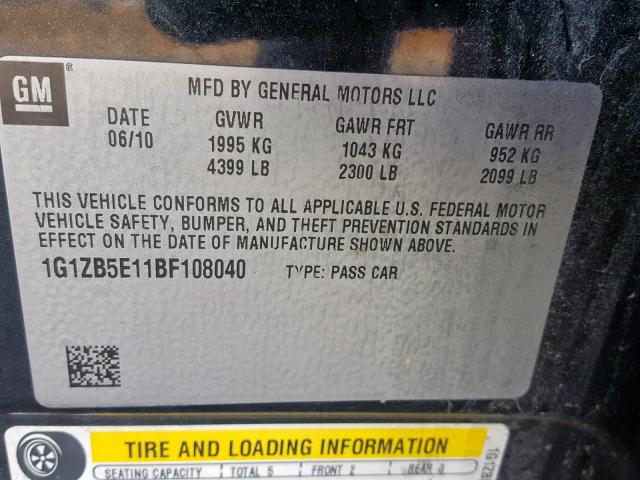 GM®
MFD BY GENERAL MOTORS LLC
DATE GVWR GAWR FRT GAWR RR
06/10 1995 KG 1043 KG 952 KG
4399 LB 2300 LB 2099 LB
THIS VEHICLE CONFORMS TO ALL APPLICABLE U.S. FEDERAL MOTOR
VEHICLE SAFETY, BUMPER, AND THEFT PREVENTION STANDARDS IN
EFFECT ON THE DATE OF MANUFACTURE SHOWN ABOVE.
1G1ZB5E11BF108040 TYPE: PASS CAR
TIRE AND LOADING INFORMATION
SEATING CAPACITY TOTAL 5 FRONT 2 REAR 3
1G1ZB